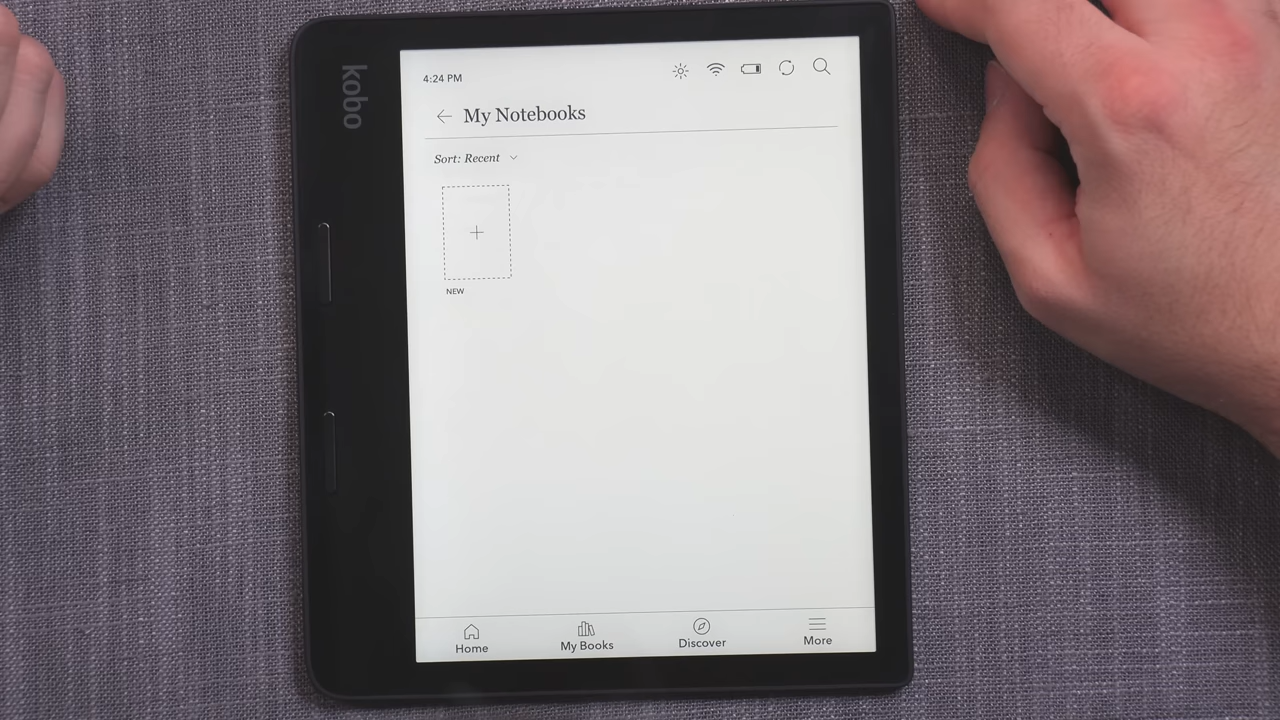 kobo
4:24 PM
My Notebooks
Sort: Recent
NEW
Home
My Books
Discover
More